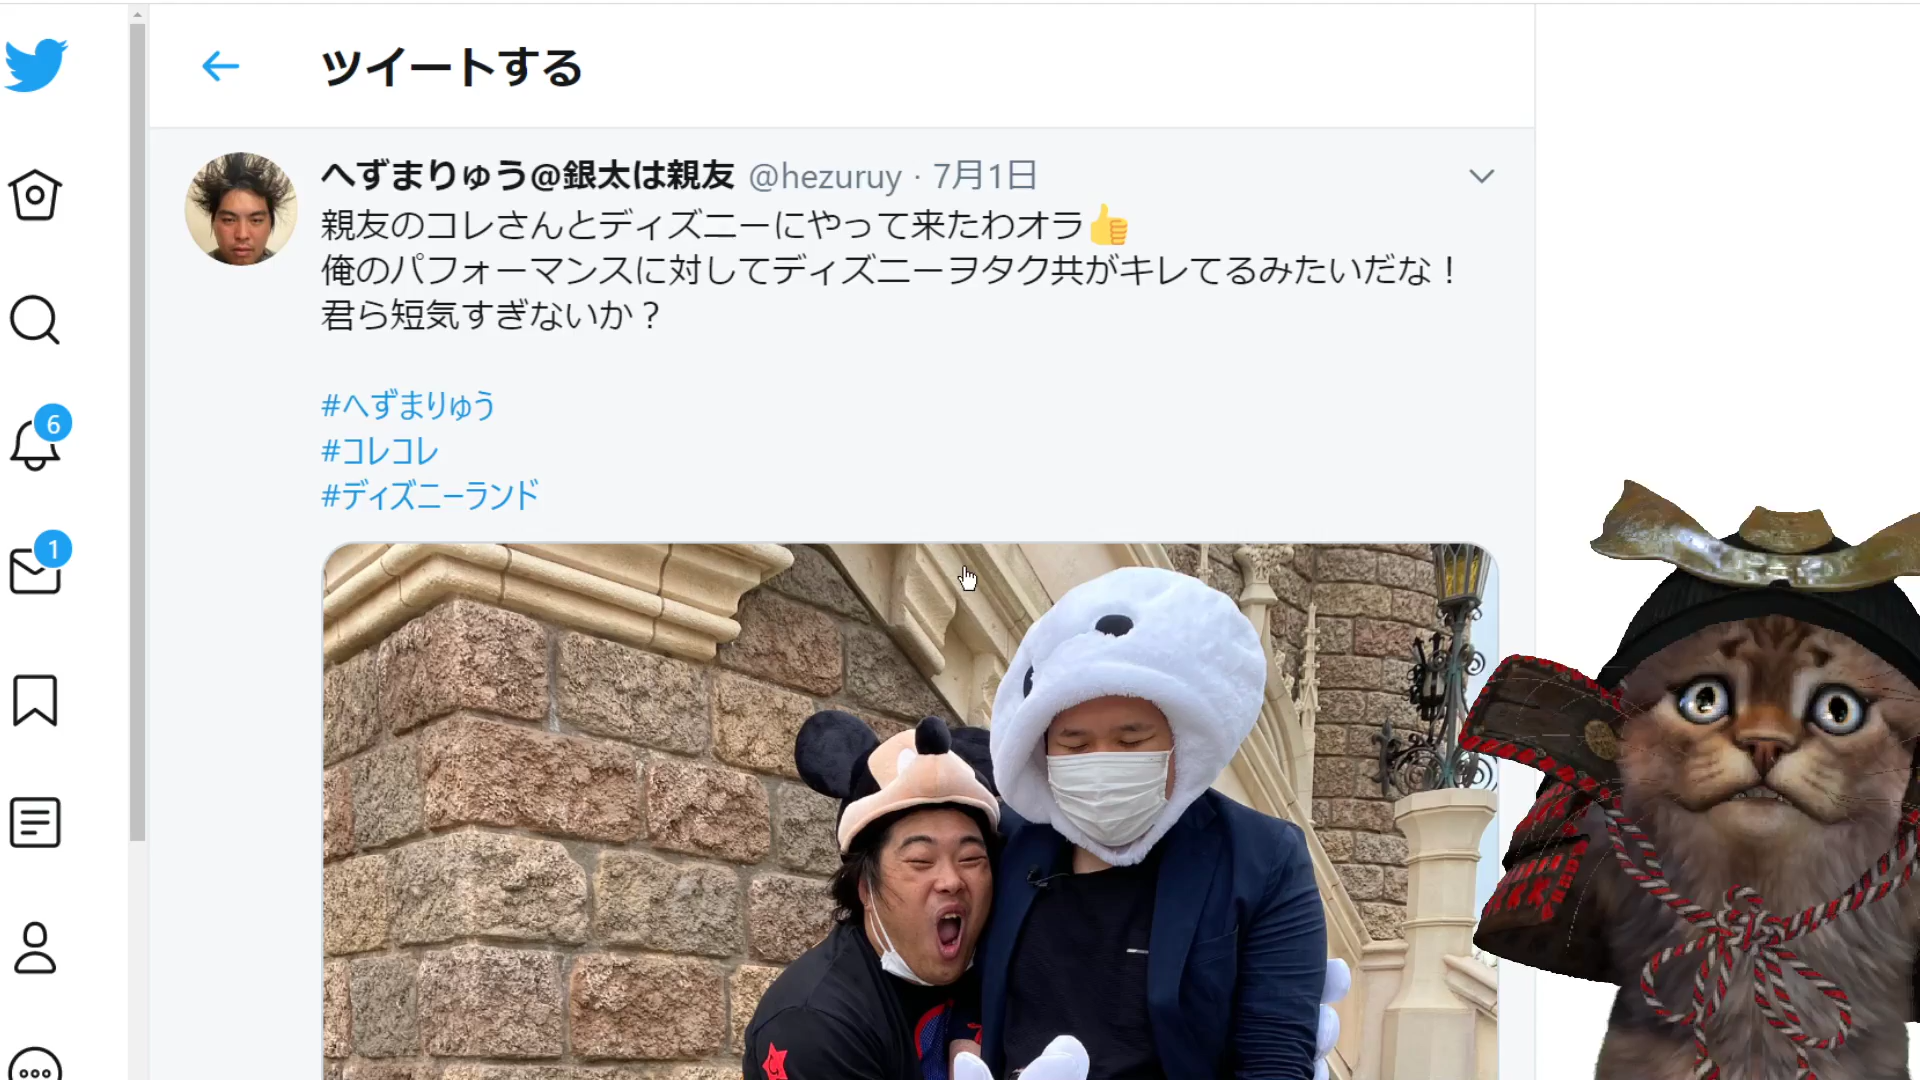 ツイートする
へずまりゅう@銀太は親友 @hezuruy · 7月1日
親友のコレさんとディズニーにやって来たわオラ👍
俺のパフォーマンスに対してディズニーヲタク共がキレてるみたいだな！
君ら短気すぎないか？
#へずまりゅう
#コレコレ
#ディズニーランド
6
1